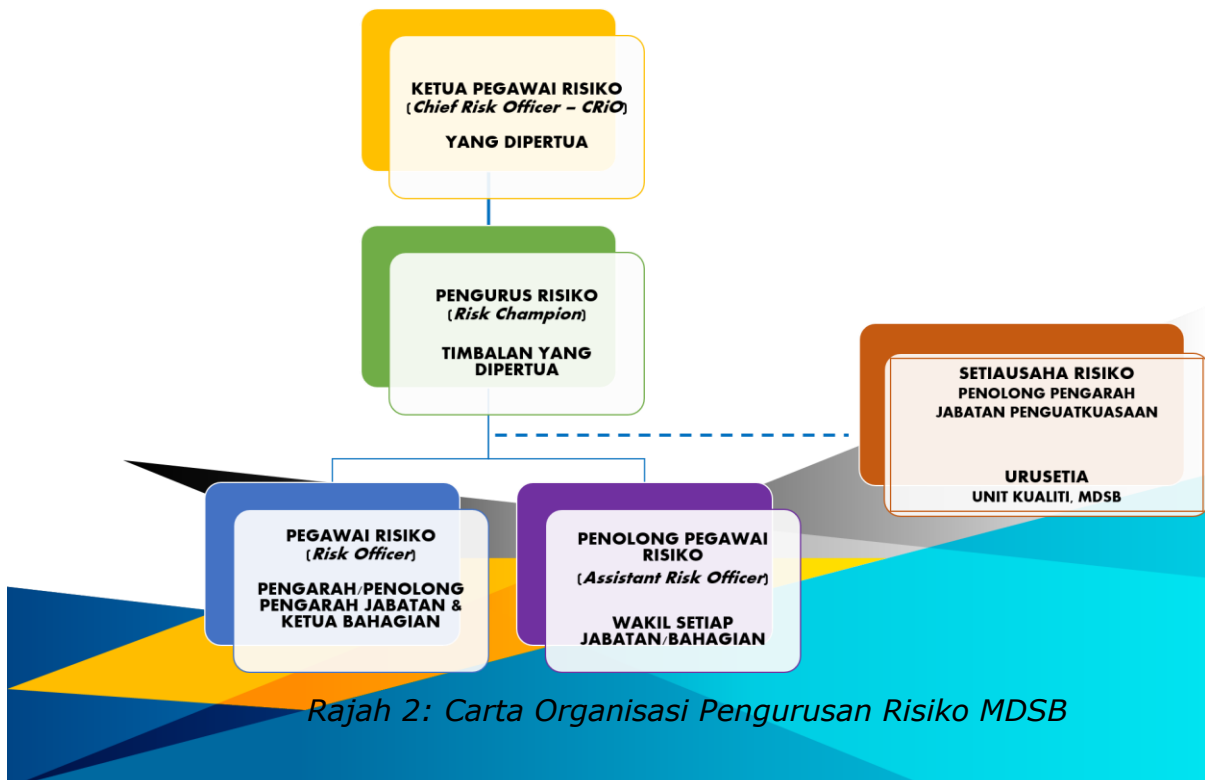 KETUA PEGAWAI RISIKO
(Chief Risk Officer – CRiO)
YANG DIPERTUA
PENGURUS RISIKO
(Risk Champion)
TIMBALAN YANG
DIPERTUA
SETIAUSAHA RISIKO
PENOLONG PENGARAH
JABATAN PENGUATKUASAAN
URUSETIA
UNIT KUALITI, MDSB
PEGAWAI RISIKO
(Risk Officer)
PENGARAH/PENOLONG
PENGARAH JABATAN &
KETUA BAHAGIAN
PENOLONG PEGAWAI
RISIKO
(Assistant Risk Officer)
WAKIL SETIAP
JABATAN/BAHAGIAN
Rajah 2: Carta Organisasi Pengurusan Risiko MDSB